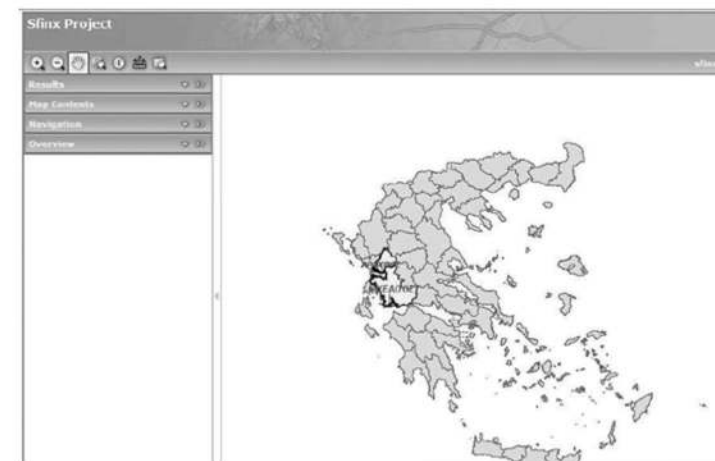 Sfinx Project
Results
Map Contents
Navigation
Overview